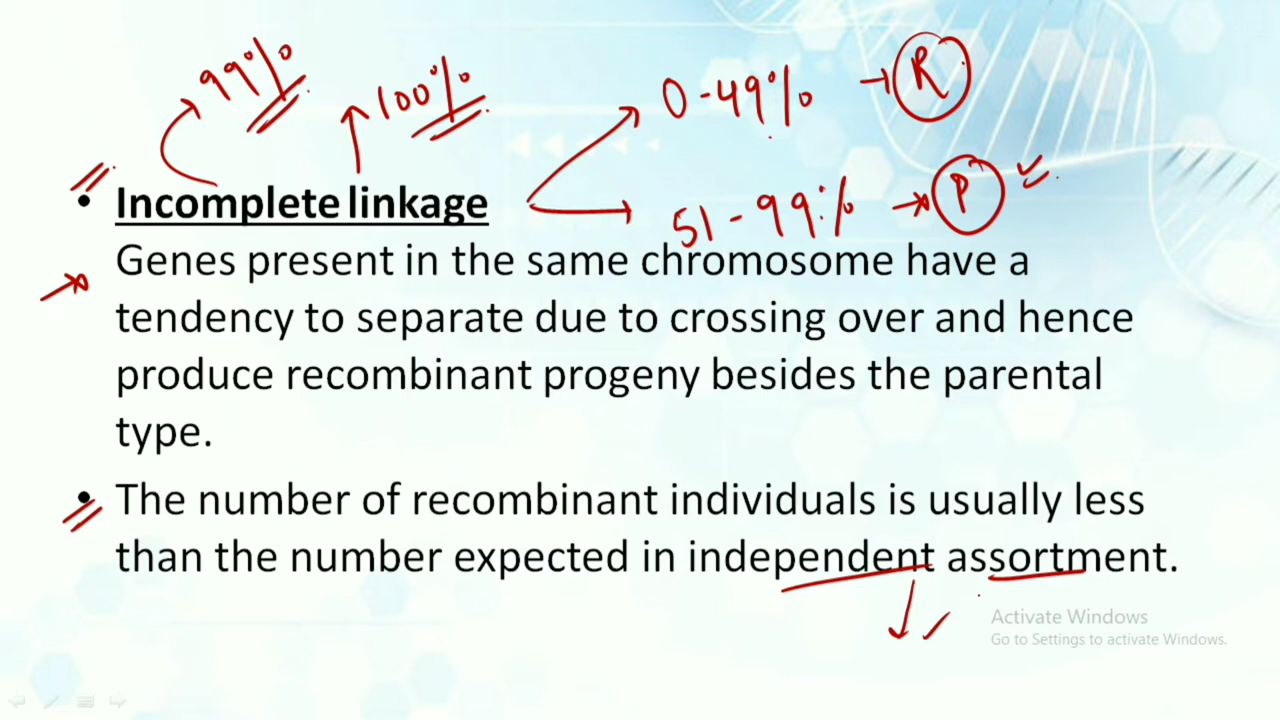 99%
100%
0-49% → R
• Incomplete linkage
51-99% → P
Genes present in the same chromosome have a
tendency to separate due to crossing over and hence
produce recombinant progeny besides the parental
type.
• The number of recombinant individuals is usually less
than the number expected in independent assortment.
Activate Windows
Go to Settings to activate Windows.